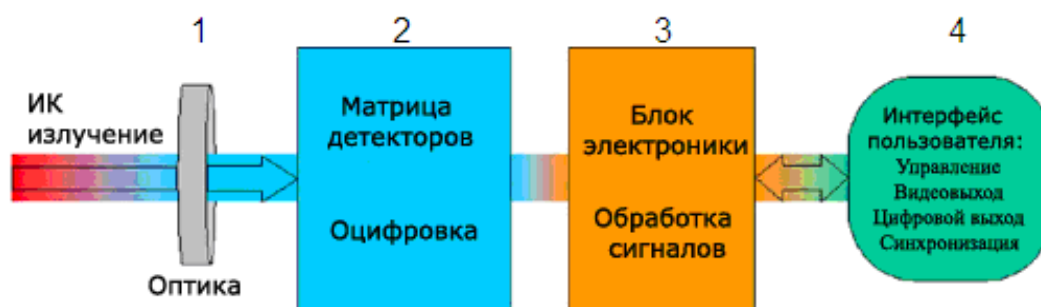 1
2
3
4
ИК
излучение
Оптика
Матрица
детекторов
Оцифровка
Блок
электроники
Обработка
сигналов
Интерфейс
пользователя:
Управление
Видеовыход
Цифровой выход
Синхронизация